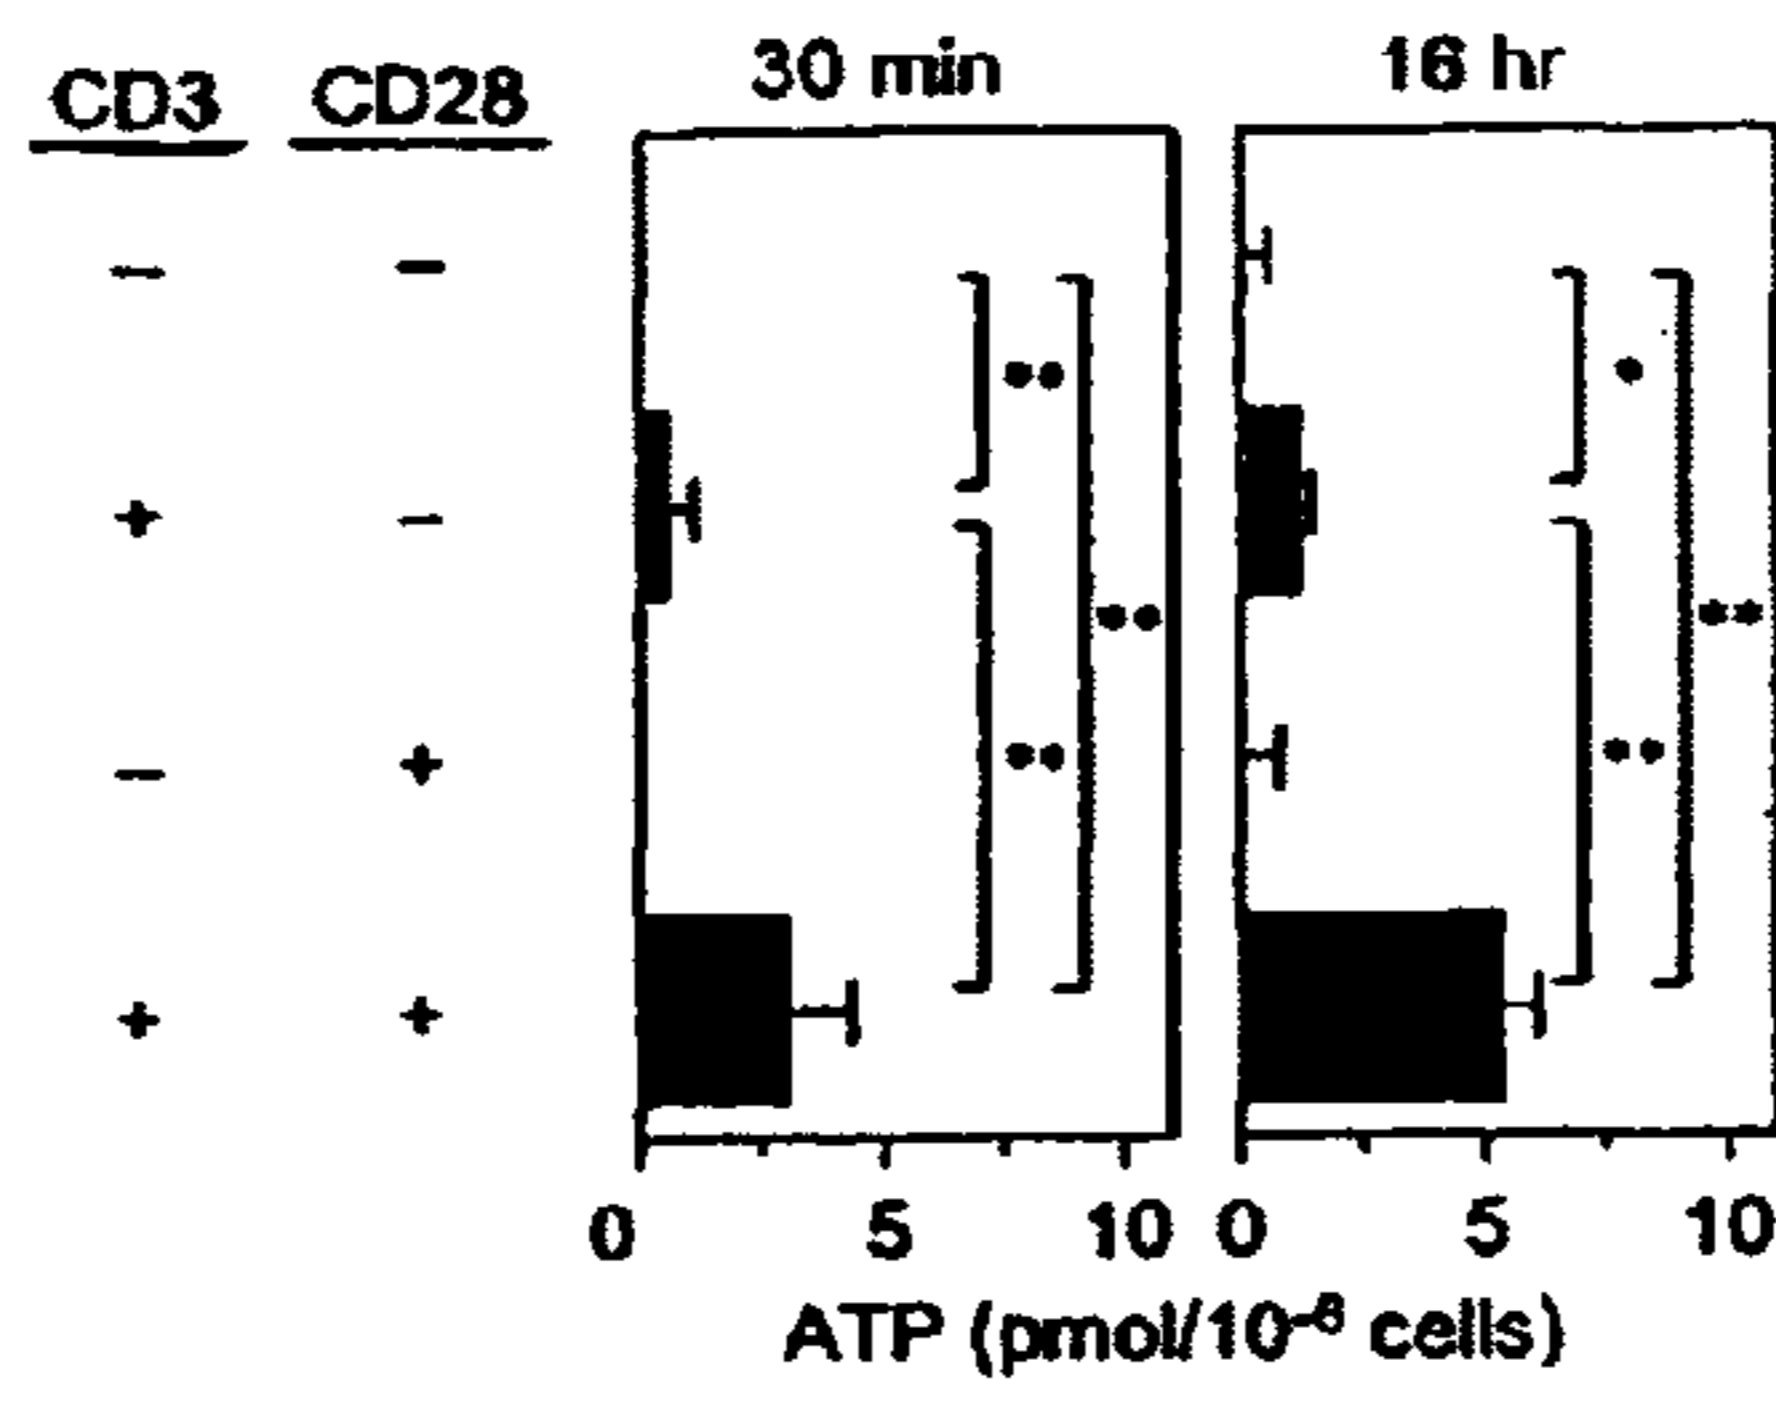 CD3 CD28 30 min 16 hr
− −
+ −
− +
+ +
•• •
••  ••
•• ••
0 5 10 0 5 10
ATP (pmol/10⁻⁶ cells)